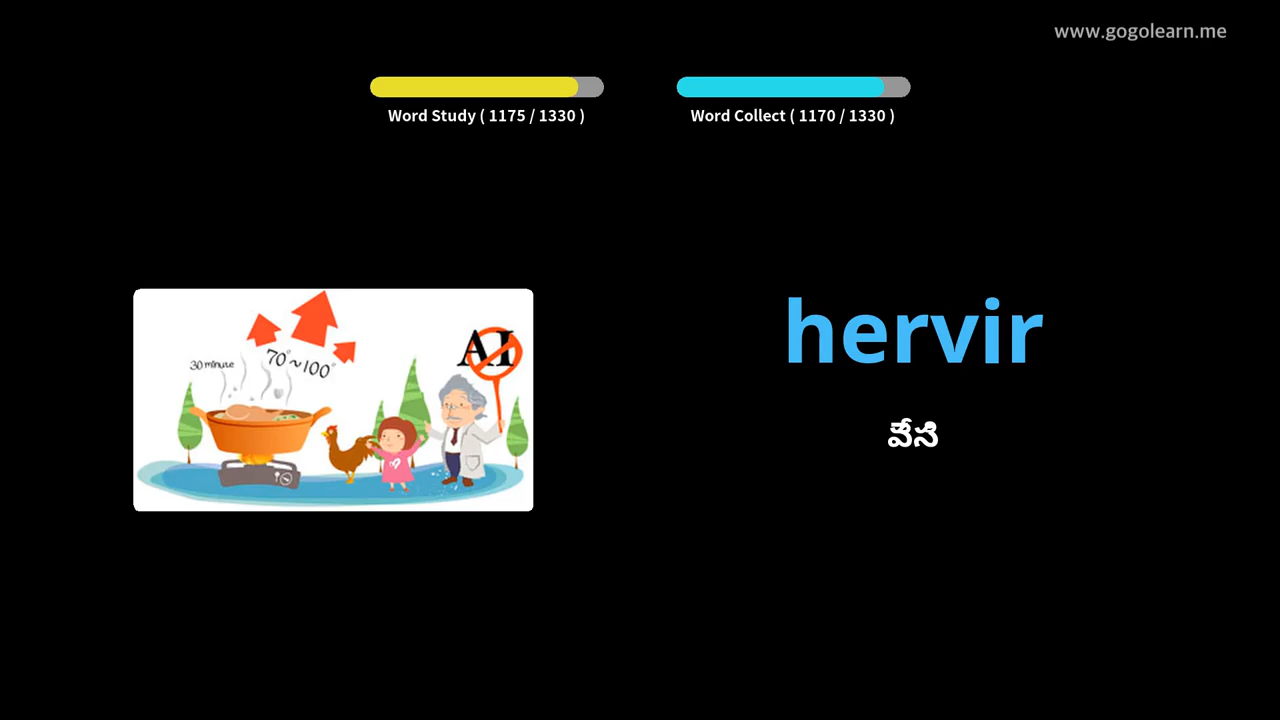 www.gogolearn.me
Word Study ( 1175 / 1330 )
Word Collect ( 1170 / 1330 )
30 minute
70°~100°
AI
hervir
వేసి